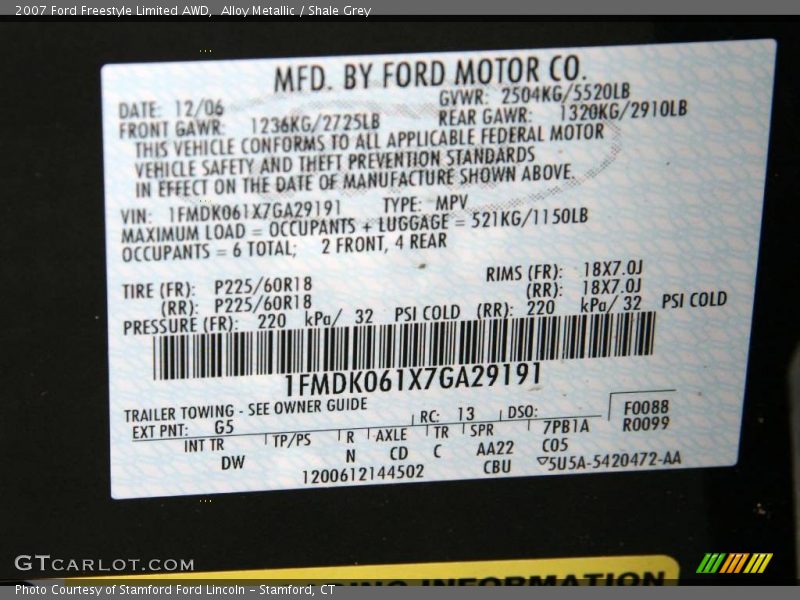 2007 Ford Freestyle Limited AWD,  Alloy Metallic / Shale Grey
MFD. BY FORD MOTOR CO.
DATE: 12/06 GVWR: 2504KG/5520LB
FRONT GAWR: 1236KG/2725LB REAR GAWR: 1320KG/2910LB
THIS VEHICLE CONFORMS TO ALL APPLICABLE FEDERAL MOTOR
VEHICLE SAFETY AND THEFT PREVENTION STANDARDS
IN EFFECT ON THE DATE OF MANUFACTURE SHOWN ABOVE.
VIN: 1FMDK061X7GA29191 TYPE: MPV
MAXIMUM LOAD = OCCUPANTS + LUGGAGE = 521KG/1150LB
OCCUPANTS = 6 TOTAL; 2 FRONT, 4 REAR
TIRE (FR): P225/60R18 RIMS (FR): 18X7.0J
(RR): P225/60R18 (RR): 18X7.0J
PRESSURE (FR): 220 kPa/ 32 PSI COLD (RR): 220 kPa/ 32 PSI COLD
1FMDK061X7GA29191
TRAILER TOWING - SEE OWNER GUIDE
EXT PNT: G5 RC: 13 DSO: F0088
INT TR TP/PS R AXLE TR SPR 7PB1A R0099
DW N CD C AA22 C05
1200612144502 CBU 5U5A-5420472-AA
GTCARLOT.COM
INFORMATION
Photo Courtesy of Stamford Ford Lincoln - Stamford, CT